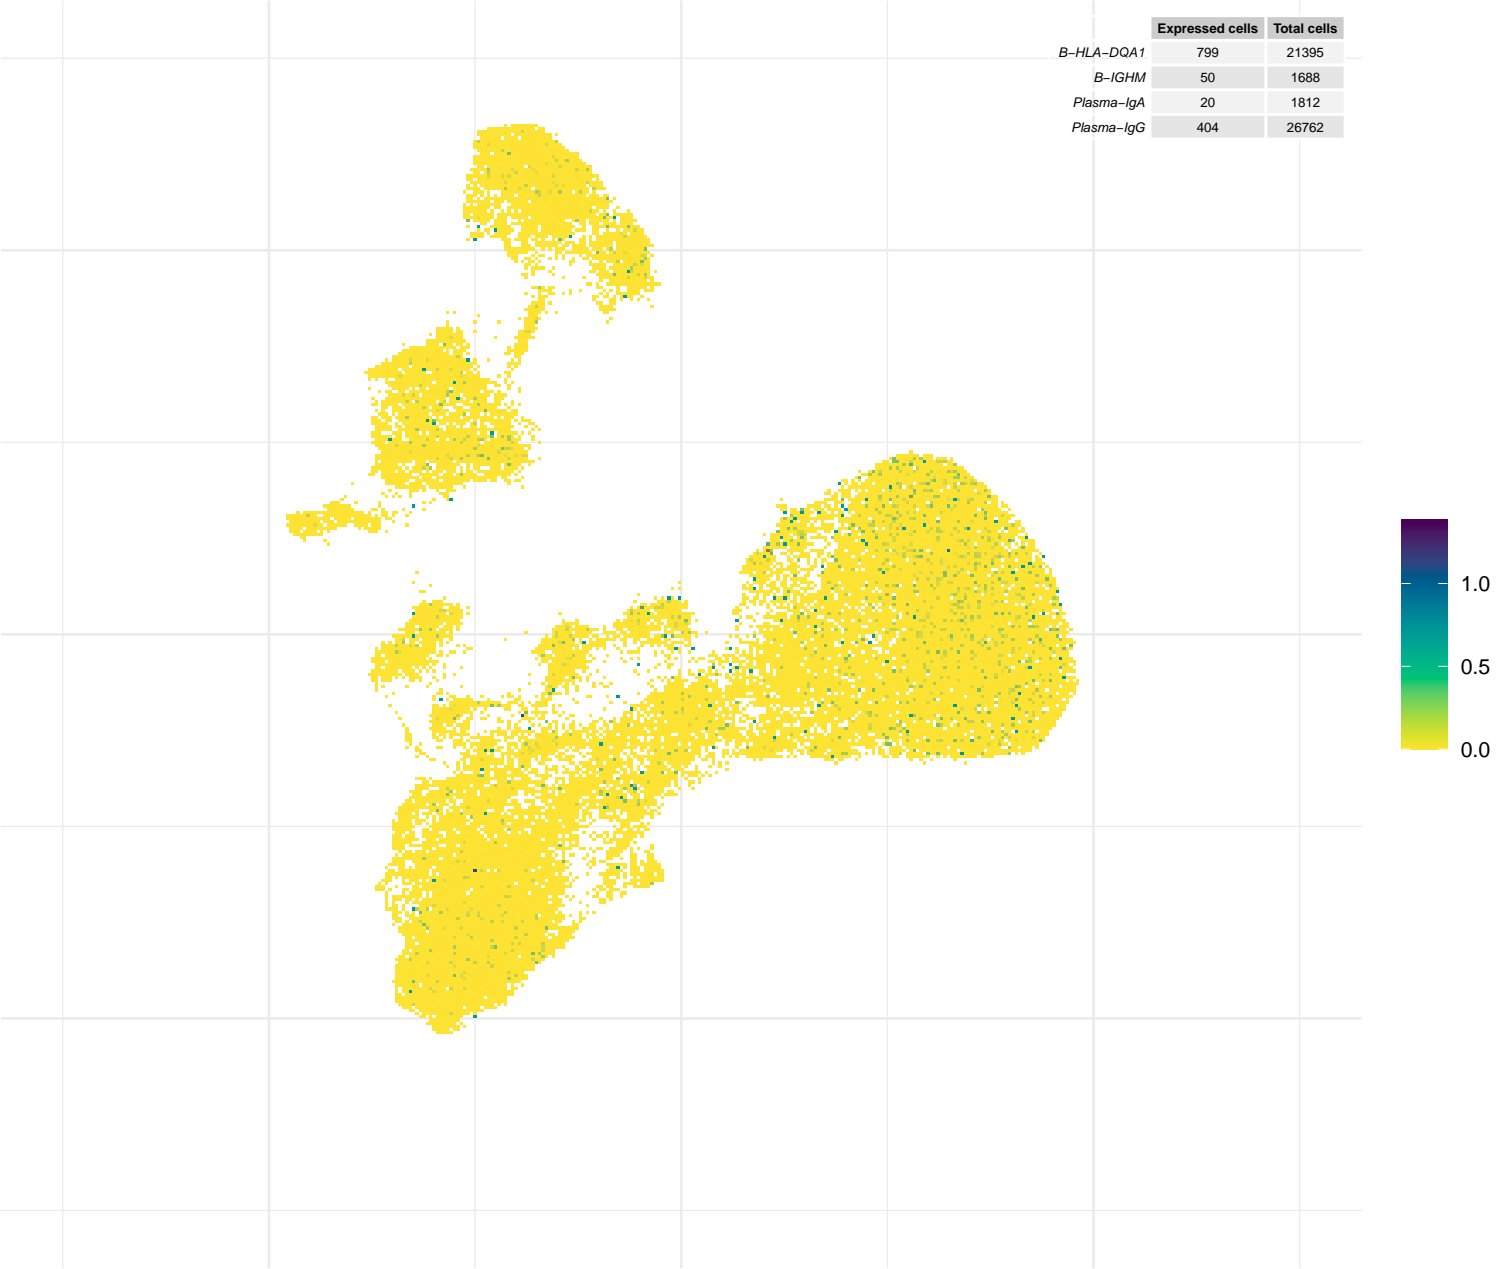 Expressed cells Total cells
B−HLA−DQA1 799 21395
B−IGHM 50 1688
Plasma−IgA 20 1812
Plasma−IgG 404 26762
1.0
0.5
0.0